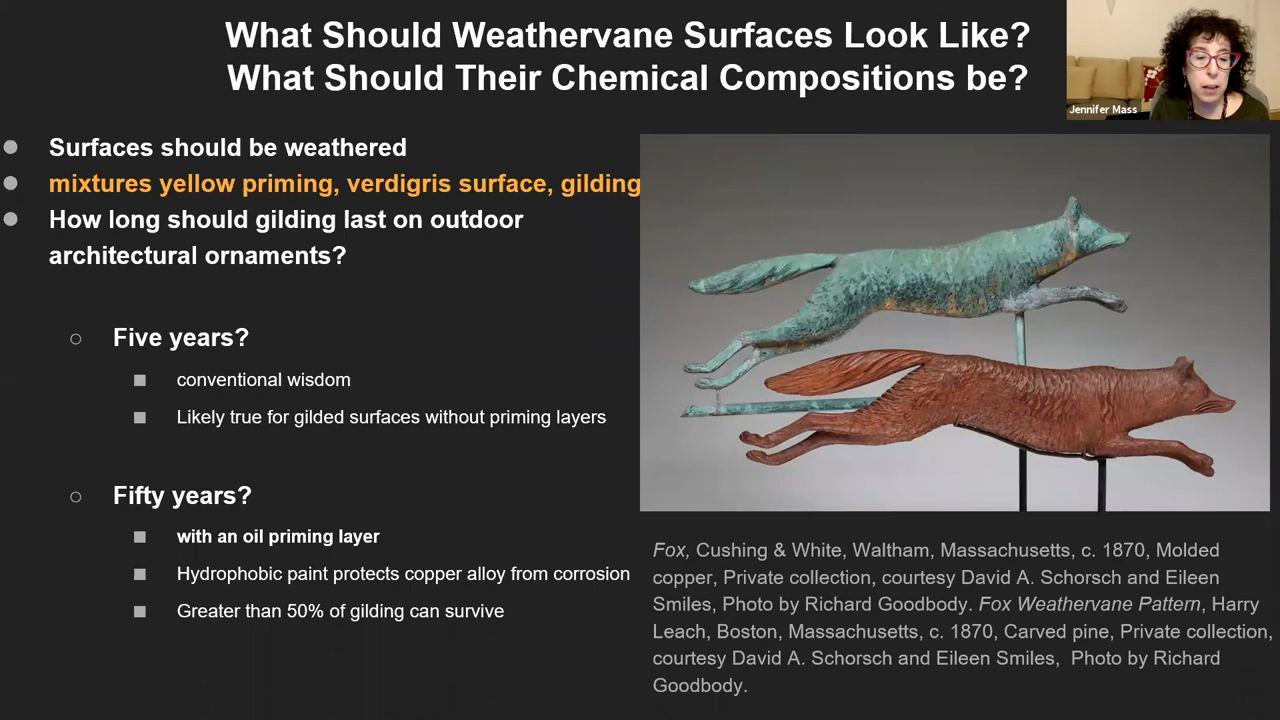 What Should Weathervane Surfaces Look Like?
What Should Their Chemical Compositions be?
Jennifer Mass
Surfaces should be weathered
mixtures yellow priming, verdigris surface, gilding
How long should gilding last on outdoor
architectural ornaments?
Five years?
conventional wisdom
Likely true for gilded surfaces without priming layers
Fifty years?
with an oil priming layer
Hydrophobic paint protects copper alloy from corrosion
Greater than 50% of gilding can survive
Fox, Cushing & White, Waltham, Massachusetts, c. 1870, Molded
copper, Private collection, courtesy David A. Schorsch and Eileen
Smiles, Photo by Richard Goodbody. Fox Weathervane Pattern, Harry
Leach, Boston, Massachusetts, c. 1870, Carved pine, Private collection,
courtesy David A. Schorsch and Eileen Smiles, Photo by Richard
Goodbody.